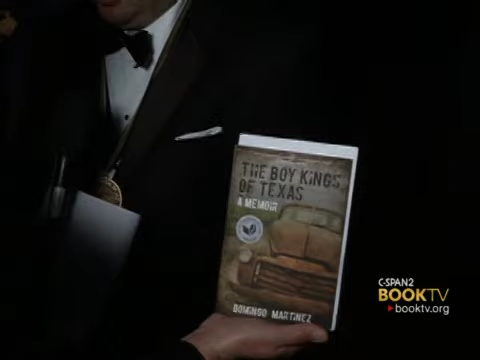 THE BOY KINGS
OF TEXAS
A MEMOIR
DOMINGO MARTINEZ
C-SPAN2
BOOKTV
booktv.org